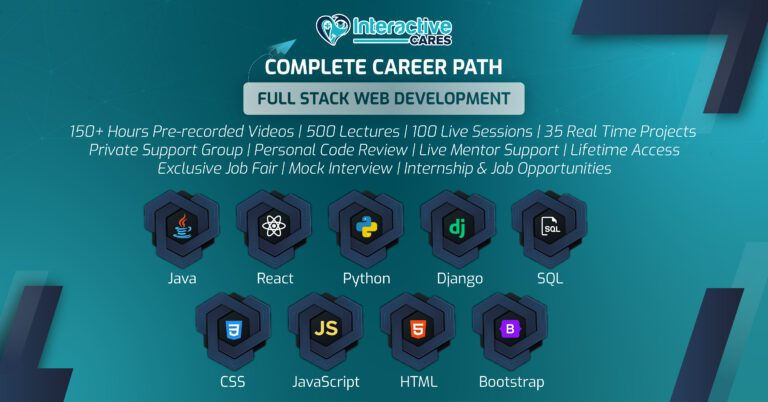 Interactive
CARES
COMPLETE CAREER PATH
FULL STACK WEB DEVELOPMENT
150+ Hours Pre-recorded Videos | 500 Lectures | 100 Live Sessions | 35 Real Time Projects
Private Support Group | Personal Code Review | Live Mentor Support | Lifetime Access
Exclusive Job Fair | Mock Interview | Internship & Job Opportunities
dj
SQL
Java React Python Django SQL
3 JS 5 B
CSS JavaScript HTML Bootstrap